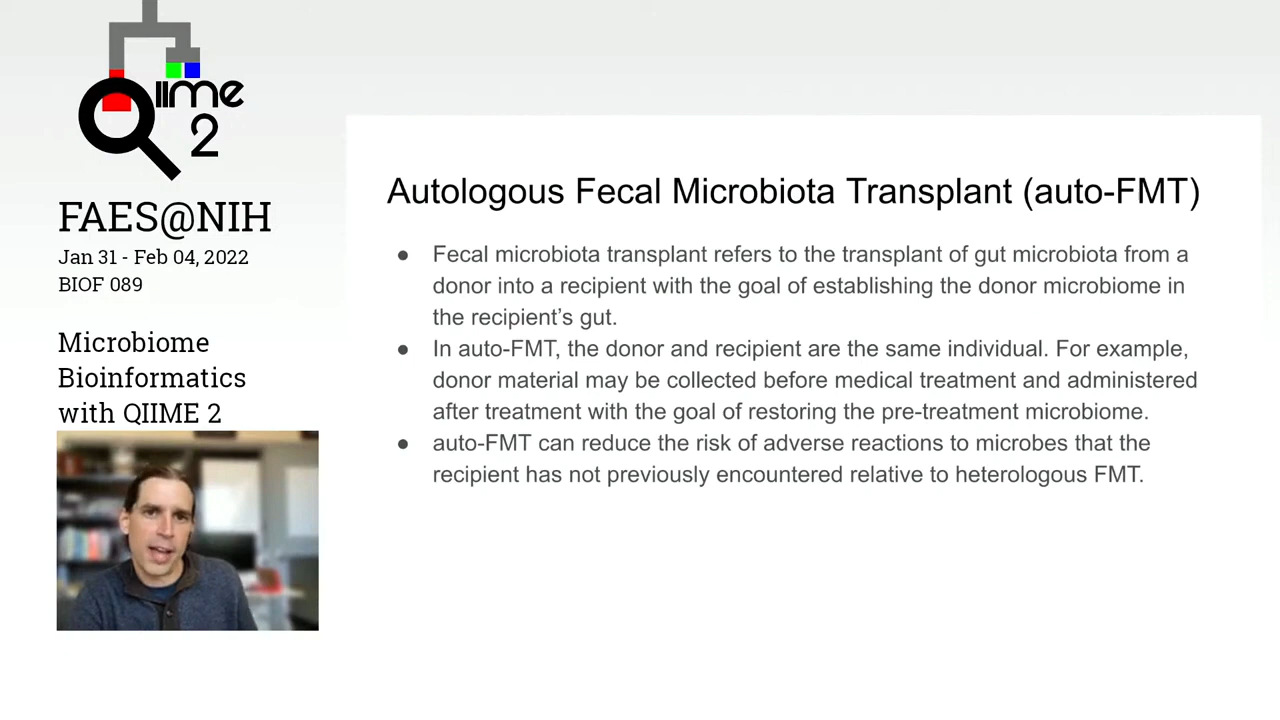 QIIME
2
FAES@NIH
Jan 31 - Feb 04, 2022
BIOF 089
Microbiome
Bioinformatics
with QIIME 2
Autologous Fecal Microbiota Transplant (auto-FMT)
● Fecal microbiota transplant refers to the transplant of gut microbiota from a
donor into a recipient with the goal of establishing the donor microbiome in
the recipient’s gut.
● In auto-FMT, the donor and recipient are the same individual. For example,
donor material may be collected before medical treatment and administered
after treatment with the goal of restoring the pre-treatment microbiome.
● auto-FMT can reduce the risk of adverse reactions to microbes that the
recipient has not previously encountered relative to heterologous FMT.